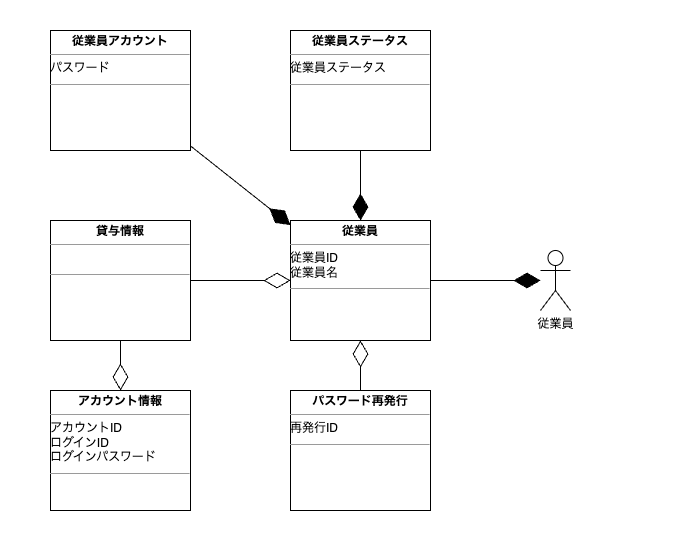 従業員アカウント
パスワード
従業員ステータス
従業員ステータス
貸与情報
従業員
従業員ID
従業員名
従業員
アカウント情報
アカウントID
ログインID
ログインパスワード
パスワード再発行
再発行ID